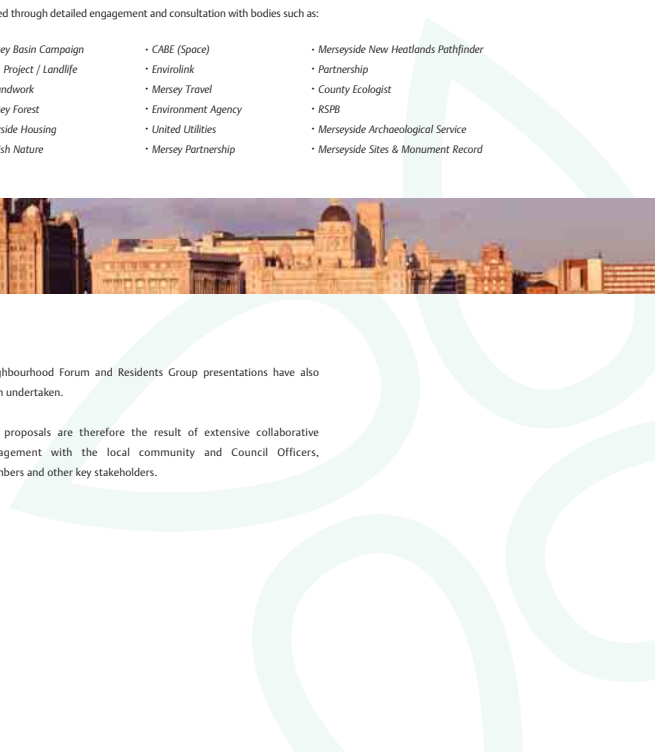 ed through detailed engagement and consultation with bodies such as:
ey Basin Campaign
Project / Landlife
ndwork
ey Forest
side Housing
sh Nature
• CABE (Space)
• Envirolink
• Mersey Travel
• Environment Agency
• United Utilities
• Mersey Partnership
• Merseyside New Heatlands Pathfinder
• Partnership
• County Ecologist
• RSPB
• Merseyside Archaeological Service
• Merseyside Sites & Monument Record
ghbourhood Forum and Residents Group presentations have also
n undertaken.
proposals are therefore the result of extensive collaborative
agement with the local community and Council Officers,
mbers and other key stakeholders.